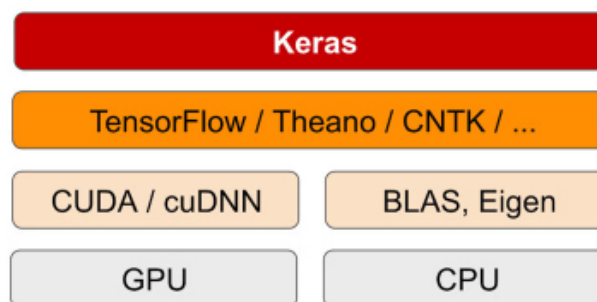 Keras
TensorFlow / Theano / CNTK / ...
CUDA / cuDNN
BLAS, Eigen
GPU
CPU